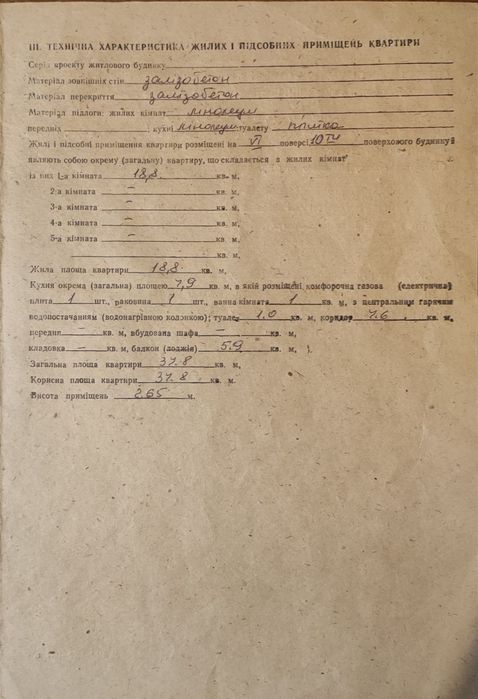 III. ТЕХНІЧНА ХАРАКТЕРИСТИКА ЖИЛИХ І ПІДСОБНИХ ПРИМІЩЕНЬ КВАРТИРИ
Серія проекту житлового будинку
Матеріал зовнішніх стін залізобетон
Матеріал перекриття залізобетон
Матеріал підлоги: жилих кімнат лінолеум
передніх кухні лінолеум туалету плитка
Жилі і підсобні приміщення квартири розміщені на VI поверсі 10ти поверхового будинку й
являють собою окрему (загальну) квартиру, що складається з жилих кімнат
із них 1-а кімната 18,8 кв. м,
2-а кімната — кв. м,
3-а кімната — кв. м,
4-а кімната — кв. м,
5-а кімната — кв. м,
кв. м,
Жила площа квартири 18,8 кв. м,
Кухня окрема (загальна) площею 7,9 кв. м, в якій розміщені комфорочна газова (електрична)
плита 1 шт., раковина 1 шт., ванна кімната 1 кв. м, з центральним гарячим
водопостачанням (водонагрівною колонкою); туалет 1.0 кв. м, коридор 7.6 кв. м,
передня — кв. м, вбудована шафа — кв. м,
кладовка — кв. м, балкон (лоджія) 5.9 кв. м, ).
Загальна площа квартири 37.8 кв. м,
Корисна площа квартири 37.8 кв. м,
Висота приміщень 2.65 м.